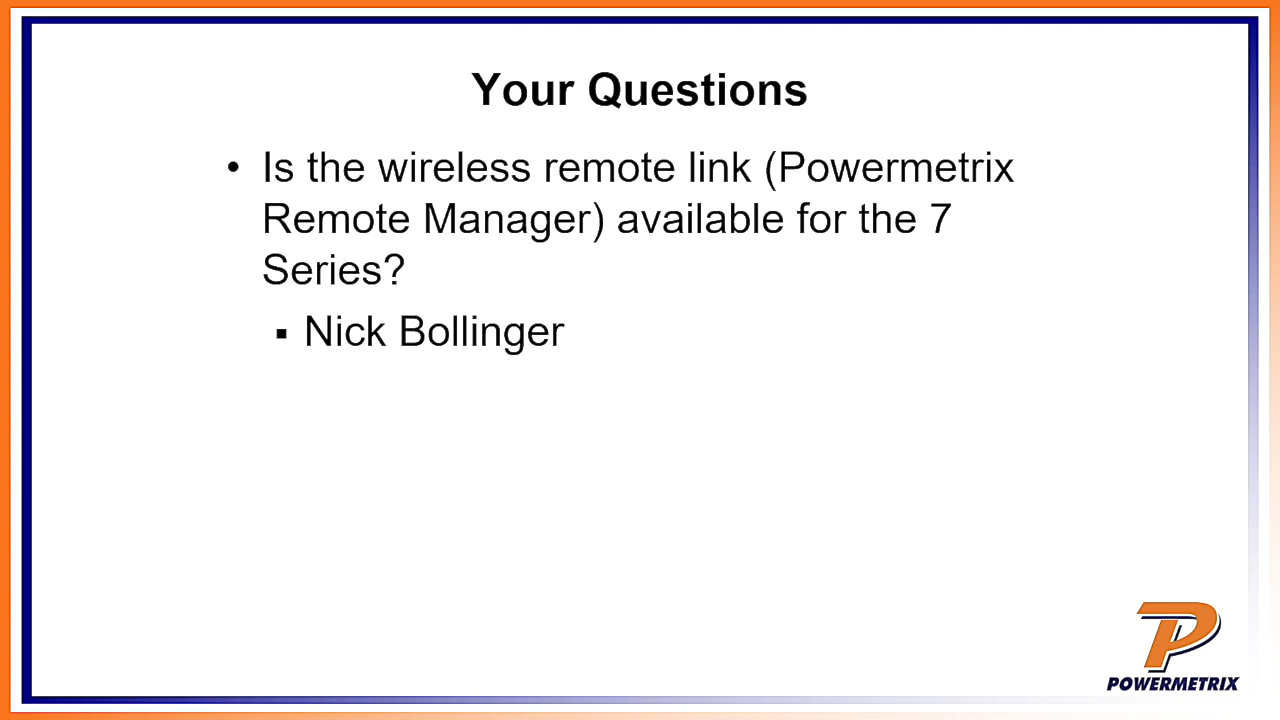 Your Questions
• Is the wireless remote link (Powermetrix
Remote Manager) available for the 7
Series?
▪ Nick Bollinger
P
POWERMETRIX